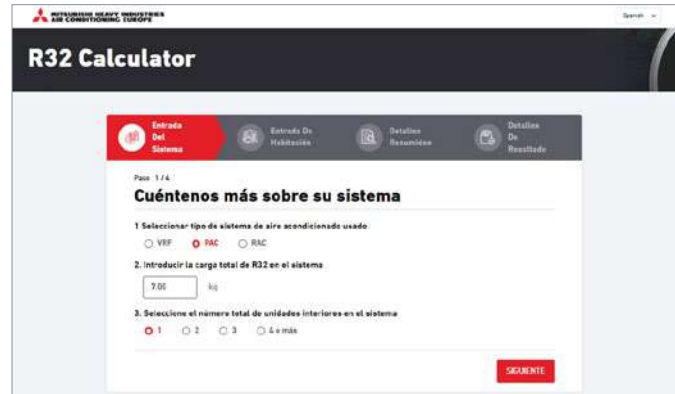 MITSUBISHI HEAVY INDUSTRIES
AIR CONDITIONING EUROPE
Spanish
R32 Calculator
Entrada
Del
Sistema
Entrada De
Habitación
Detalles
Resumidos
Detalles
De
Resultado
Paso 1/4
Cuéntenos más sobre su sistema
1 Seleccionar tipo de sistema de aire acondicionado usado
VRF PAC RAC
2. Introducir la carga total de R32 en el sistema
7.00 kg
3. Seleccione el número total de unidades interiores en el sistema
1 2 3 4 o más
SIGUIENTE